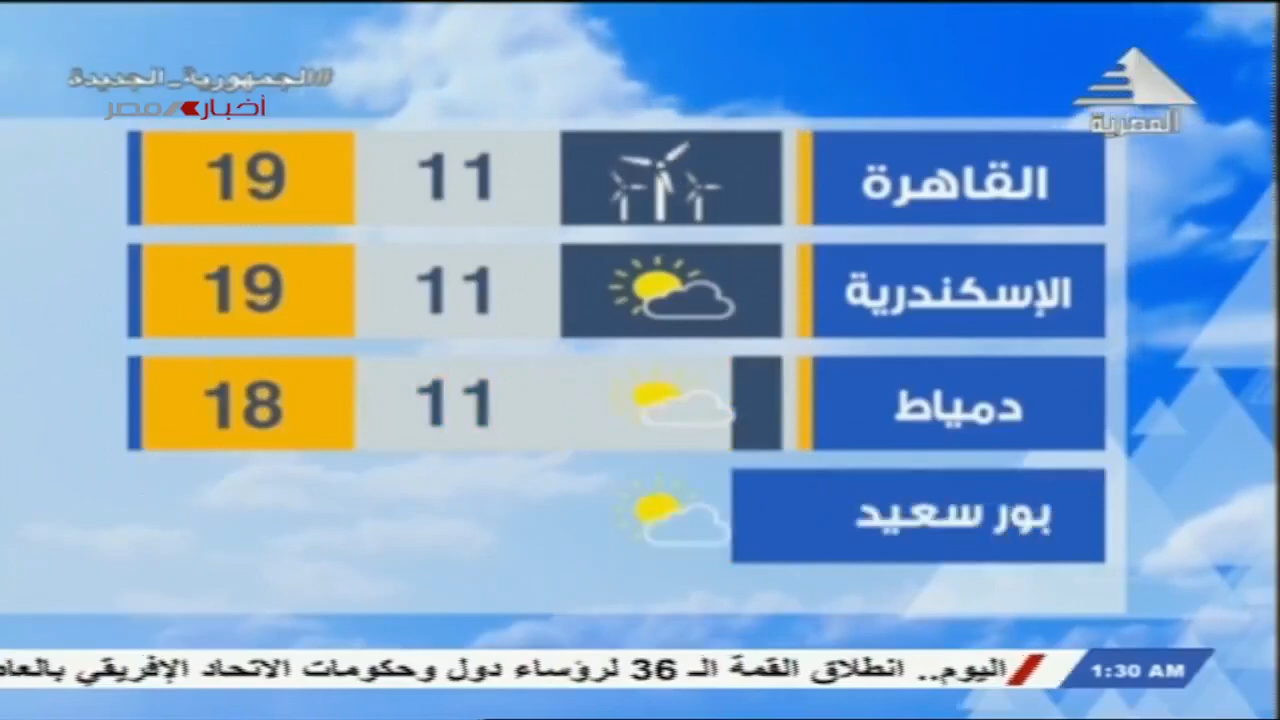 #الجمهورية_الجديدة
أخبار مصر
المصرية
القاهرة 11 19
الإسكندرية 11 19
دمياط 11 18
بور سعيد
1:30 AM
اليوم.. انطلاق القمة الـ 36 لرؤساء دول وحكومات الاتحاد الإفريقي